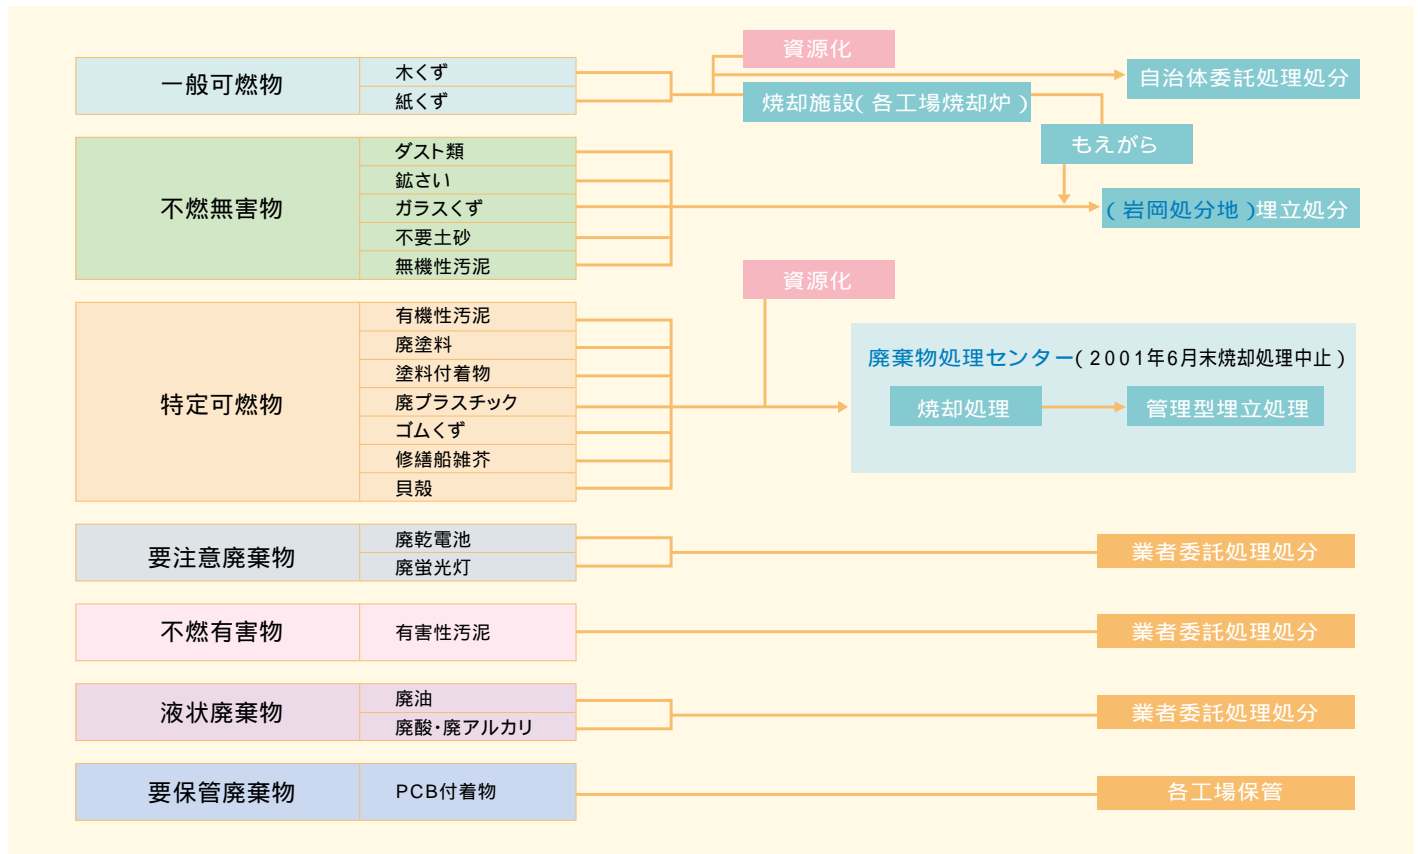 一般可燃物
木くず
紙くず
資源化
自治体委託処理処分
焼却施設(各工場焼却炉)
もえがら
不燃無害物
ダスト類
鉱さい
ガラスくず
不要土砂
無機性汚泥
(岩岡処分地)埋立処分
特定可燃物
有機性汚泥
廃塗料
塗料付着物
廃プラスチック
ゴムくず
修繕船雑芥
貝殻
資源化
廃棄物処理センター(2001年6月末焼却処理中止)
焼却処理
管理型埋立処理
要注意廃棄物
廃乾電池
廃蛍光灯
業者委託処理処分
不燃有害物
有害性汚泥
業者委託処理処分
液状廃棄物
廃油
廃酸・廃アルカリ
業者委託処理処分
要保管廃棄物
PCB付着物
各工場保管